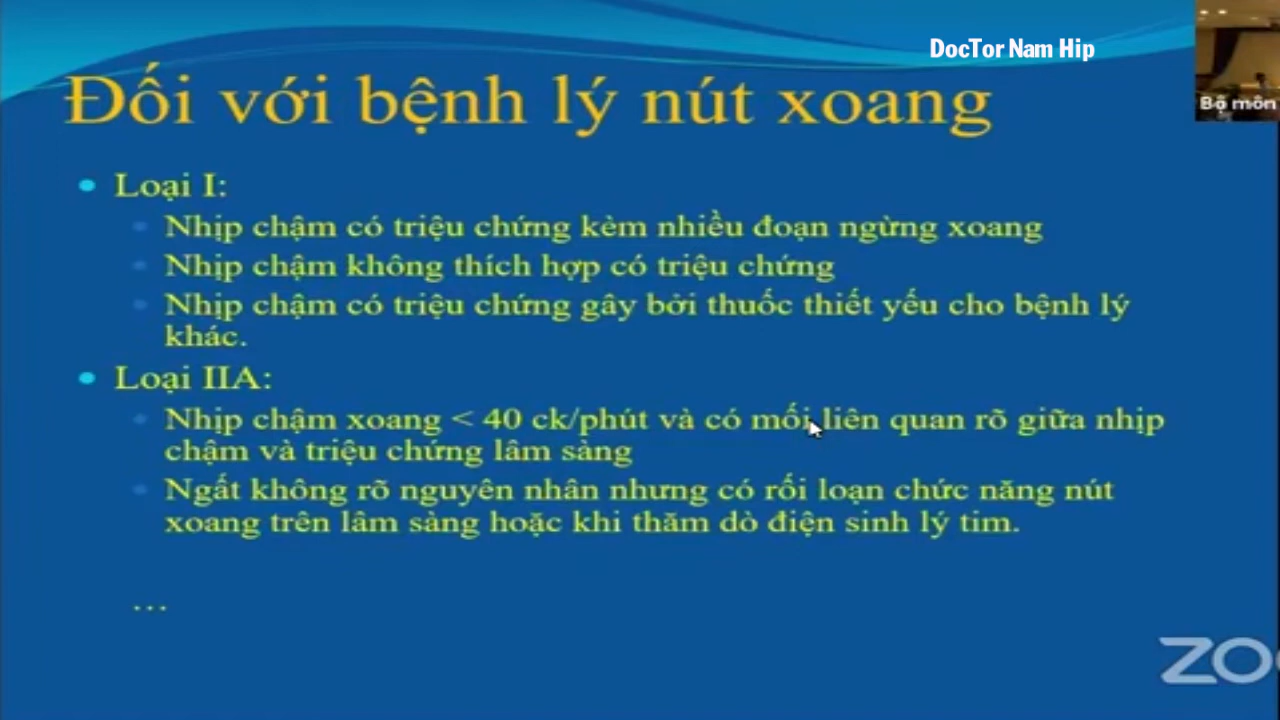 DocTor Nam Hip
Đối với bệnh lý nút xoang
Bộ môn
Loại I:
Nhịp chậm có triệu chứng kèm nhiều đoạn ngừng xoang
Nhịp chậm không thích hợp có triệu chứng
Nhịp chậm có triệu chứng gây bởi thuốc thiết yếu cho bệnh lý
khác.
Loại IIA:
Nhịp chậm xoang < 40 ck/phút và có mối liên quan rõ giữa nhịp
chậm và triệu chứng lâm sàng
Ngất không rõ nguyên nhân nhưng có rối loạn chức năng nút
xoang trên lâm sàng hoặc khi thăm dò điện sinh lý tim.
...
ZO